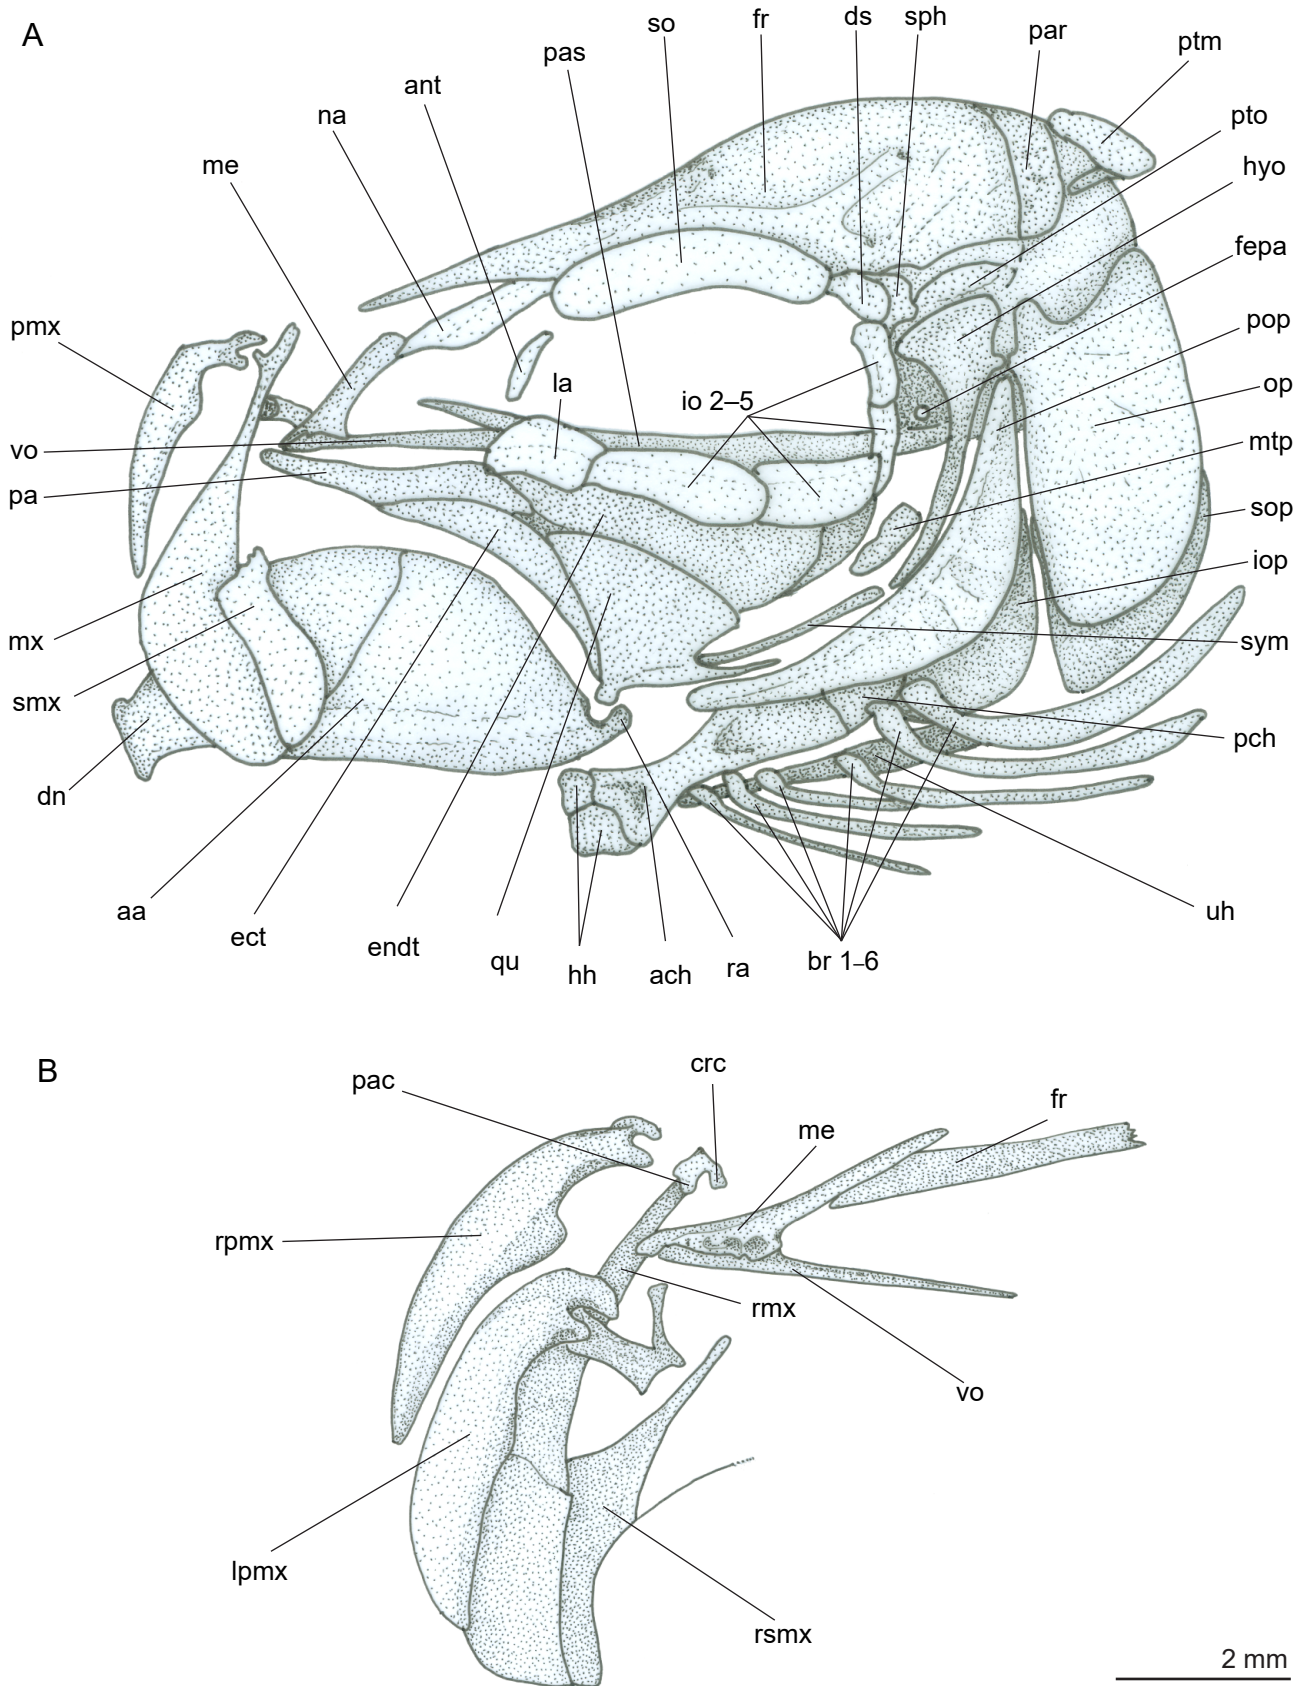 A
so
fr
ds
sph
par
ptm
pas
ant
na
me
pto
hyo
fepa
pmx
pop
la
io 2–5
op
vo
mtp
pa
sop
iop
mx
sym
smx
pch
dn
aa
ect
endt
qu
hh
ach
ra
br 1–6
uh
B
pac
crc
fr
me
rpmx
rmx
vo
lpmx
rsmx
2 mm